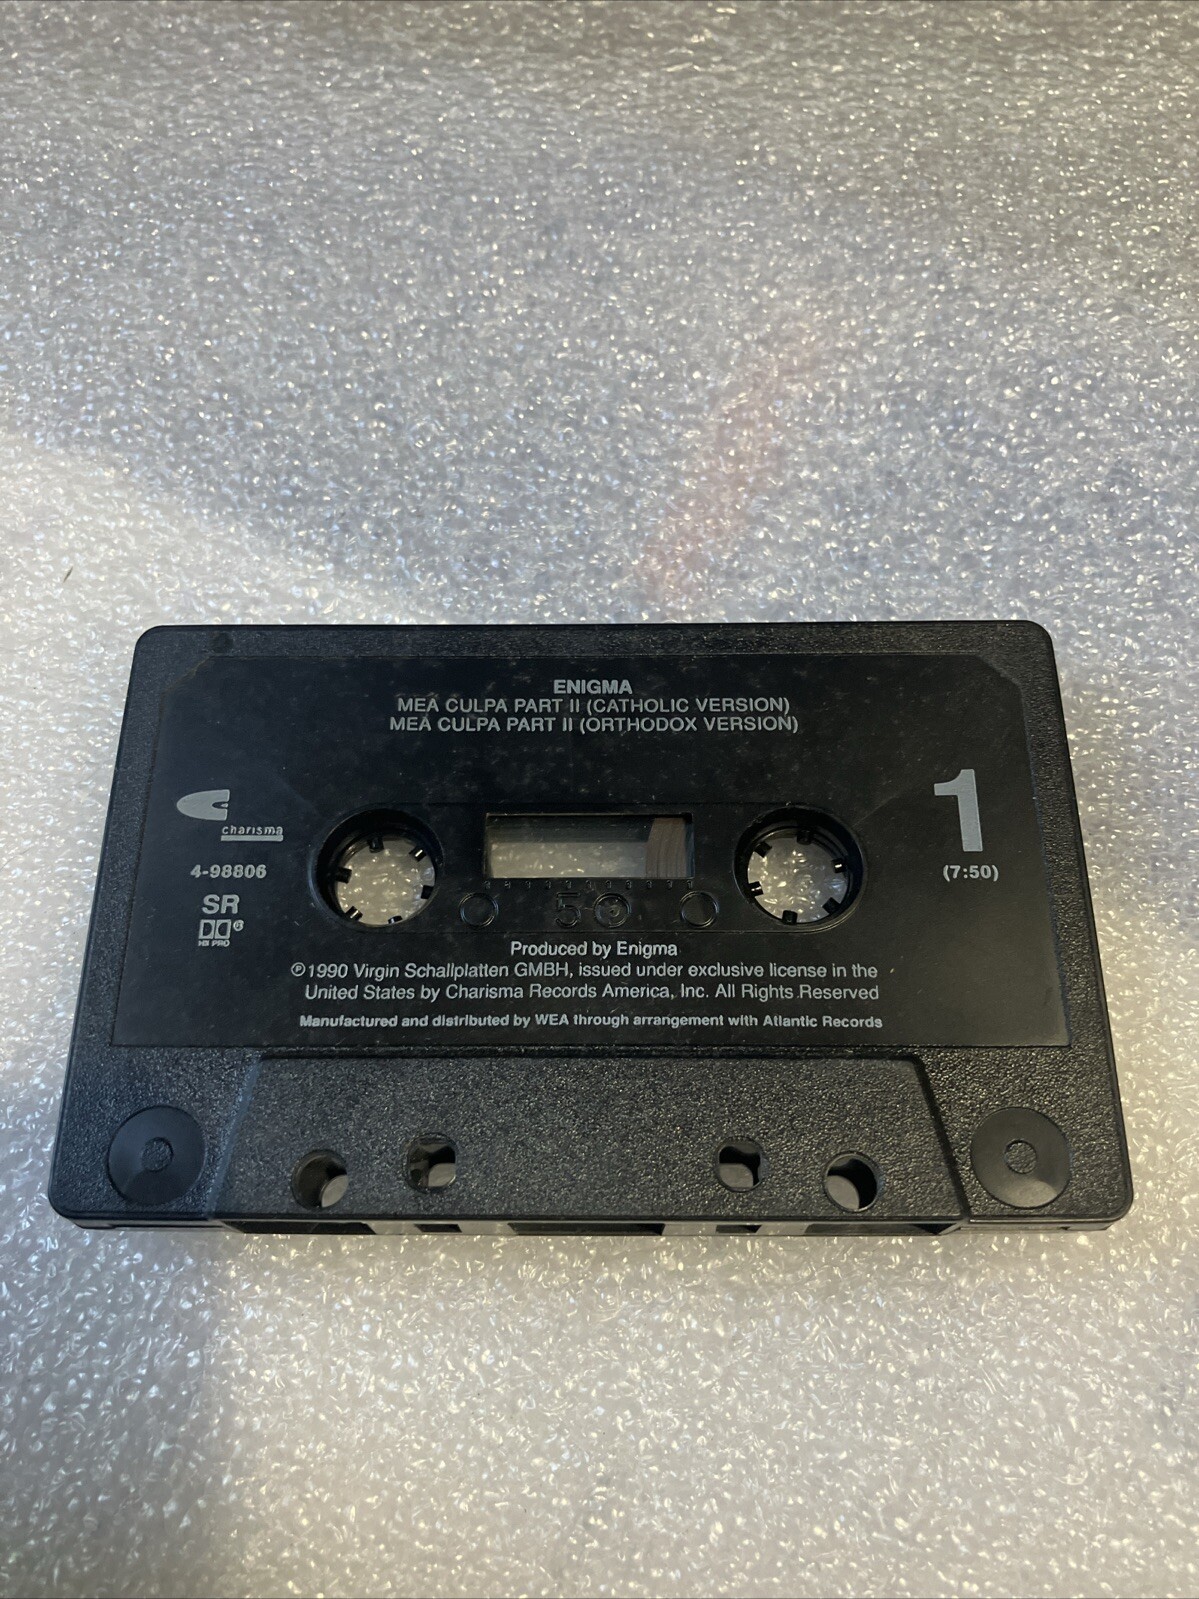 ENIGMA
MEA CULPA PART II (CATHOLIC VERSION)
MEA CULPA PART II (ORTHODOX VERSION)
charisma
4-98806
SR
HX PRO
1
(7:50)
Produced by Enigma
℗1990 Virgin Schallplatten GMBH, issued under exclusive license in the
United States by Charisma Records America, Inc. All Rights Reserved
Manufactured and distributed by WEA through arrangement with Atlantic Records